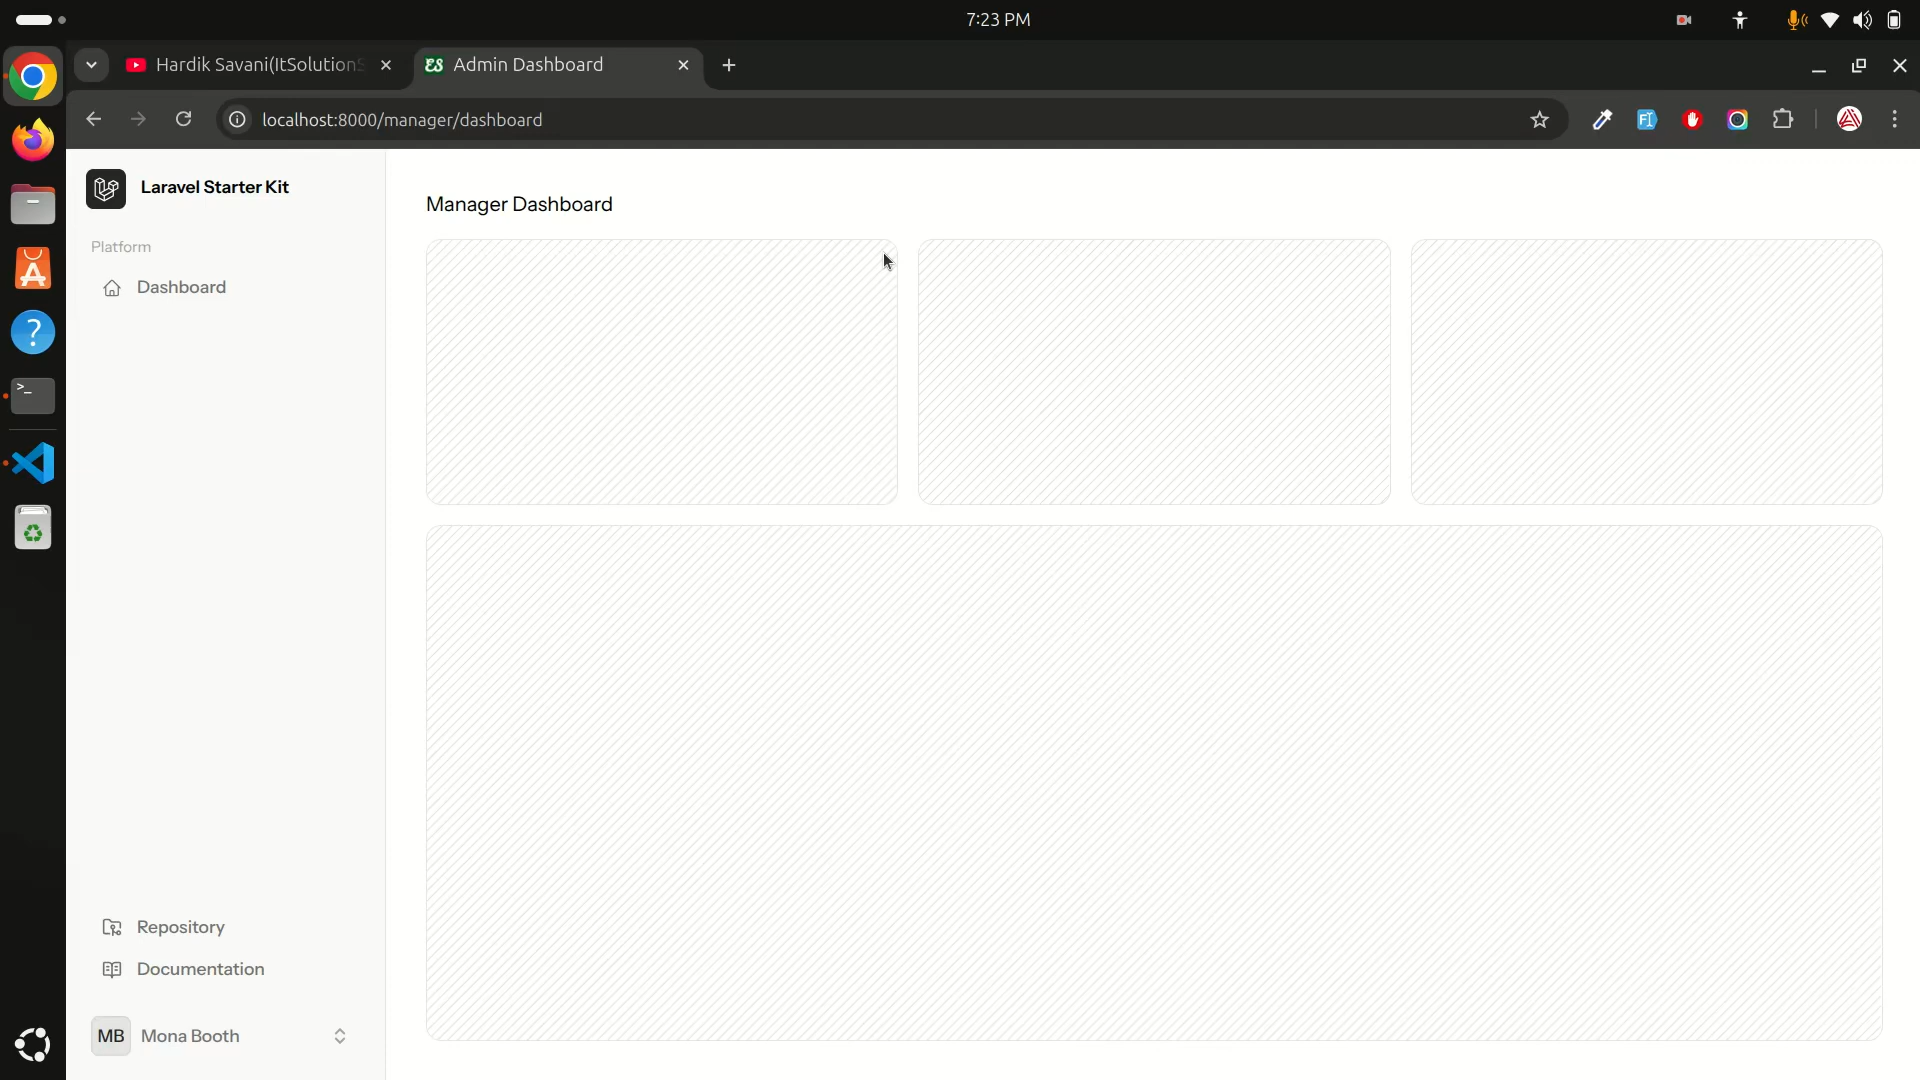 7:23 PM
Hardik Savani(ItSolutionS
Admin Dashboard
localhost:8000/manager/dashboard
Laravel Starter Kit
Manager Dashboard
Platform
Dashboard
Repository
Documentation
MB Mona Booth